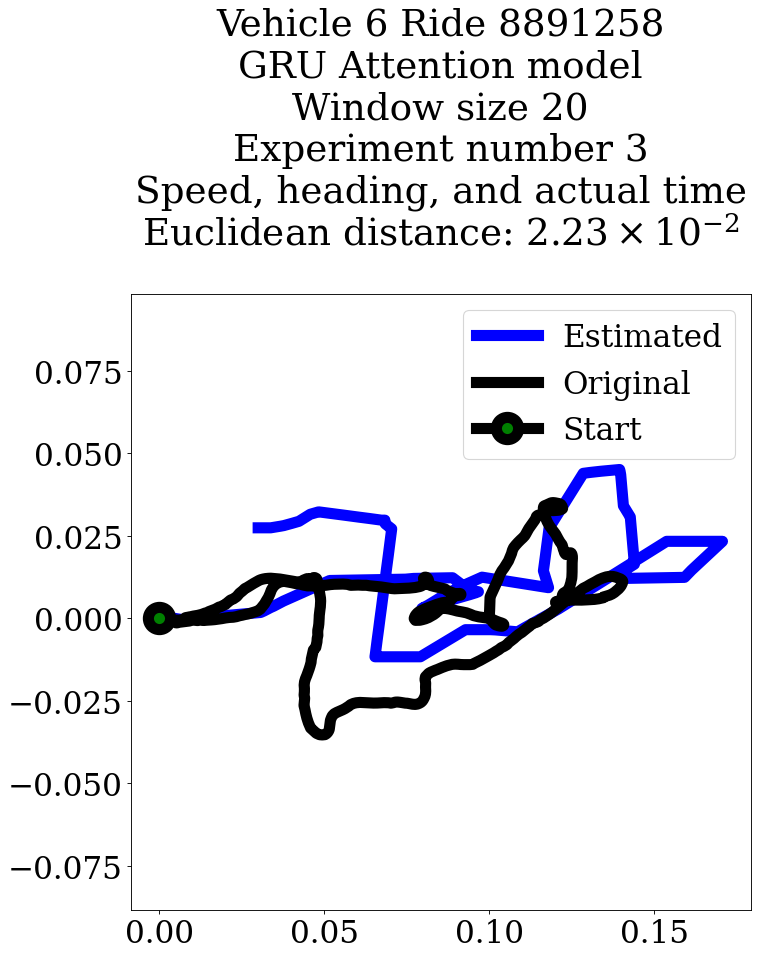 Vehicle 6 Ride 8891258
GRU Attention model
Window size 20
Experiment number 3
Speed, heading, and actual time
Euclidean distance: 2.23 × 10⁻²
Estimated
Original
Start
0.075
0.050
0.025
0.000
−0.025
−0.050
−0.075
0.00 0.05 0.10 0.15